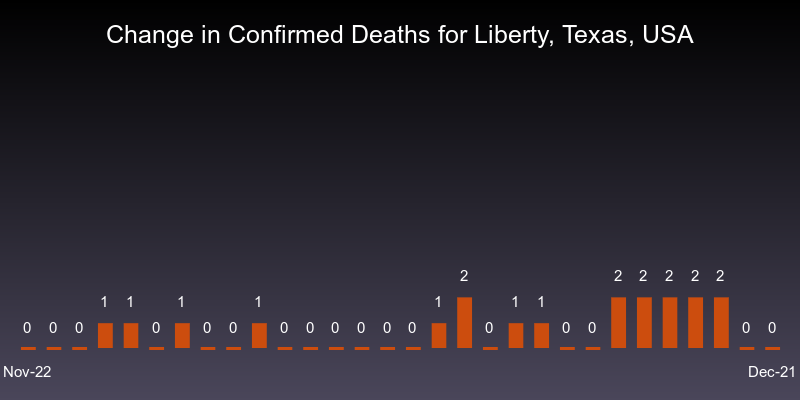 Change in Confirmed Deaths for Liberty, Texas, USA
2 2 2 2 2 2
1 1 1 1 1 1 1
0 0 0 0 0 0 0 0 0 0 0 0 0 0 0 0 0
Nov-22 Dec-21